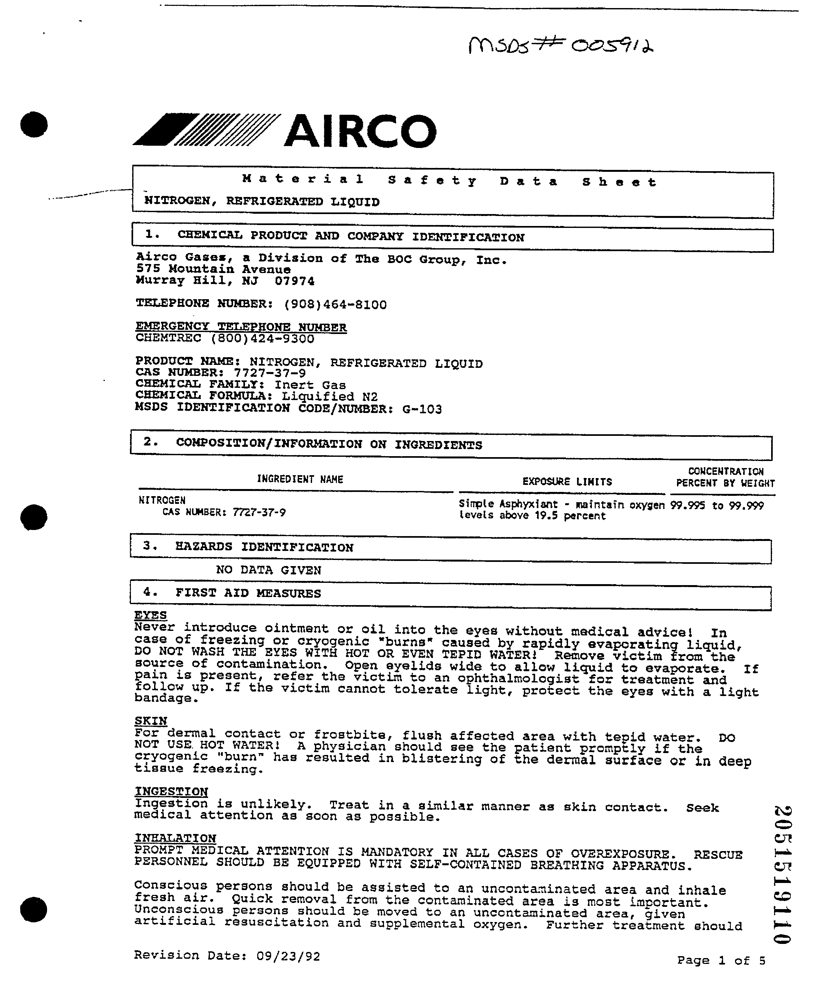 MSDS# 005912
AIRCO
Material Safety Data Sheet
NITROGEN, REFRIGERATED LIQUID
1. CHEMICAL PRODUCT AND COMPANY IDENTIFICATION
Airco Gases, a Division of The BOC Group, Inc.
575 Mountain Avenue
Murray Hill, NJ 07974
TELEPHONE NUMBER: (908)464-8100
EMERGENCY TELEPHONE NUMBER
CHEMTREC (800)424-9300
PRODUCT NAME: NITROGEN, REFRIGERATED LIQUID
CAS NUMBER: 7727-37-9
CHEMICAL FAMILY: Inert Gas
CHEMICAL FORMULA: Liquified N2
MSDS IDENTIFICATION CODE/NUMBER: G-103
2. COMPOSITION/INFORMATION ON INGREDIENTS
INGREDIENT NAME EXPOSURE LIMITS CONCENTRATION PERCENT BY WEIGHT
NITROGEN
CAS NUMBER: 7727-37-9
Simple Asphyxiant - maintain oxygen 99.995 to 99.999
levels above 19.5 percent
3. HAZARDS IDENTIFICATION
NO DATA GIVEN
4. FIRST AID MEASURES
EYES
Never introduce ointment or oil into the eyes without medical advice! In
case of freezing or cryogenic "burns" caused by rapidly evaporating liquid,
DO NOT WASH THE EYES WITH HOT OR EVEN TEPID WATER! Remove victim from the
source of contamination. Open eyelids wide to allow liquid to evaporate. If
pain is present, refer the victim to an ophthalmologist for treatment and
follow up. If the victim cannot tolerate light, protect the eyes with a light
bandage.
SKIN
For dermal contact or frostbite, flush affected area with tepid water. DO
NOT USE HOT WATER! A physician should see the patient promptly if the
cryogenic "burn" has resulted in blistering of the dermal surface or in deep
tissue freezing.
INGESTION
Ingestion is unlikely. Treat in a similar manner as skin contact. Seek
medical attention as soon as possible.
INHALATION
PROMPT MEDICAL ATTENTION IS MANDATORY IN ALL CASES OF OVEREXPOSURE. RESCUE
PERSONNEL SHOULD BE EQUIPPED WITH SELF-CONTAINED BREATHING APPARATUS.
Conscious persons should be assisted to an uncontaminated area and inhale
fresh air. Quick removal from the contaminated area is most important.
Unconscious persons should be moved to an uncontaminated area, given
artificial resuscitation and supplemental oxygen. Further treatment should
Revision Date: 09/23/92
Page 1 of 5
2051519110